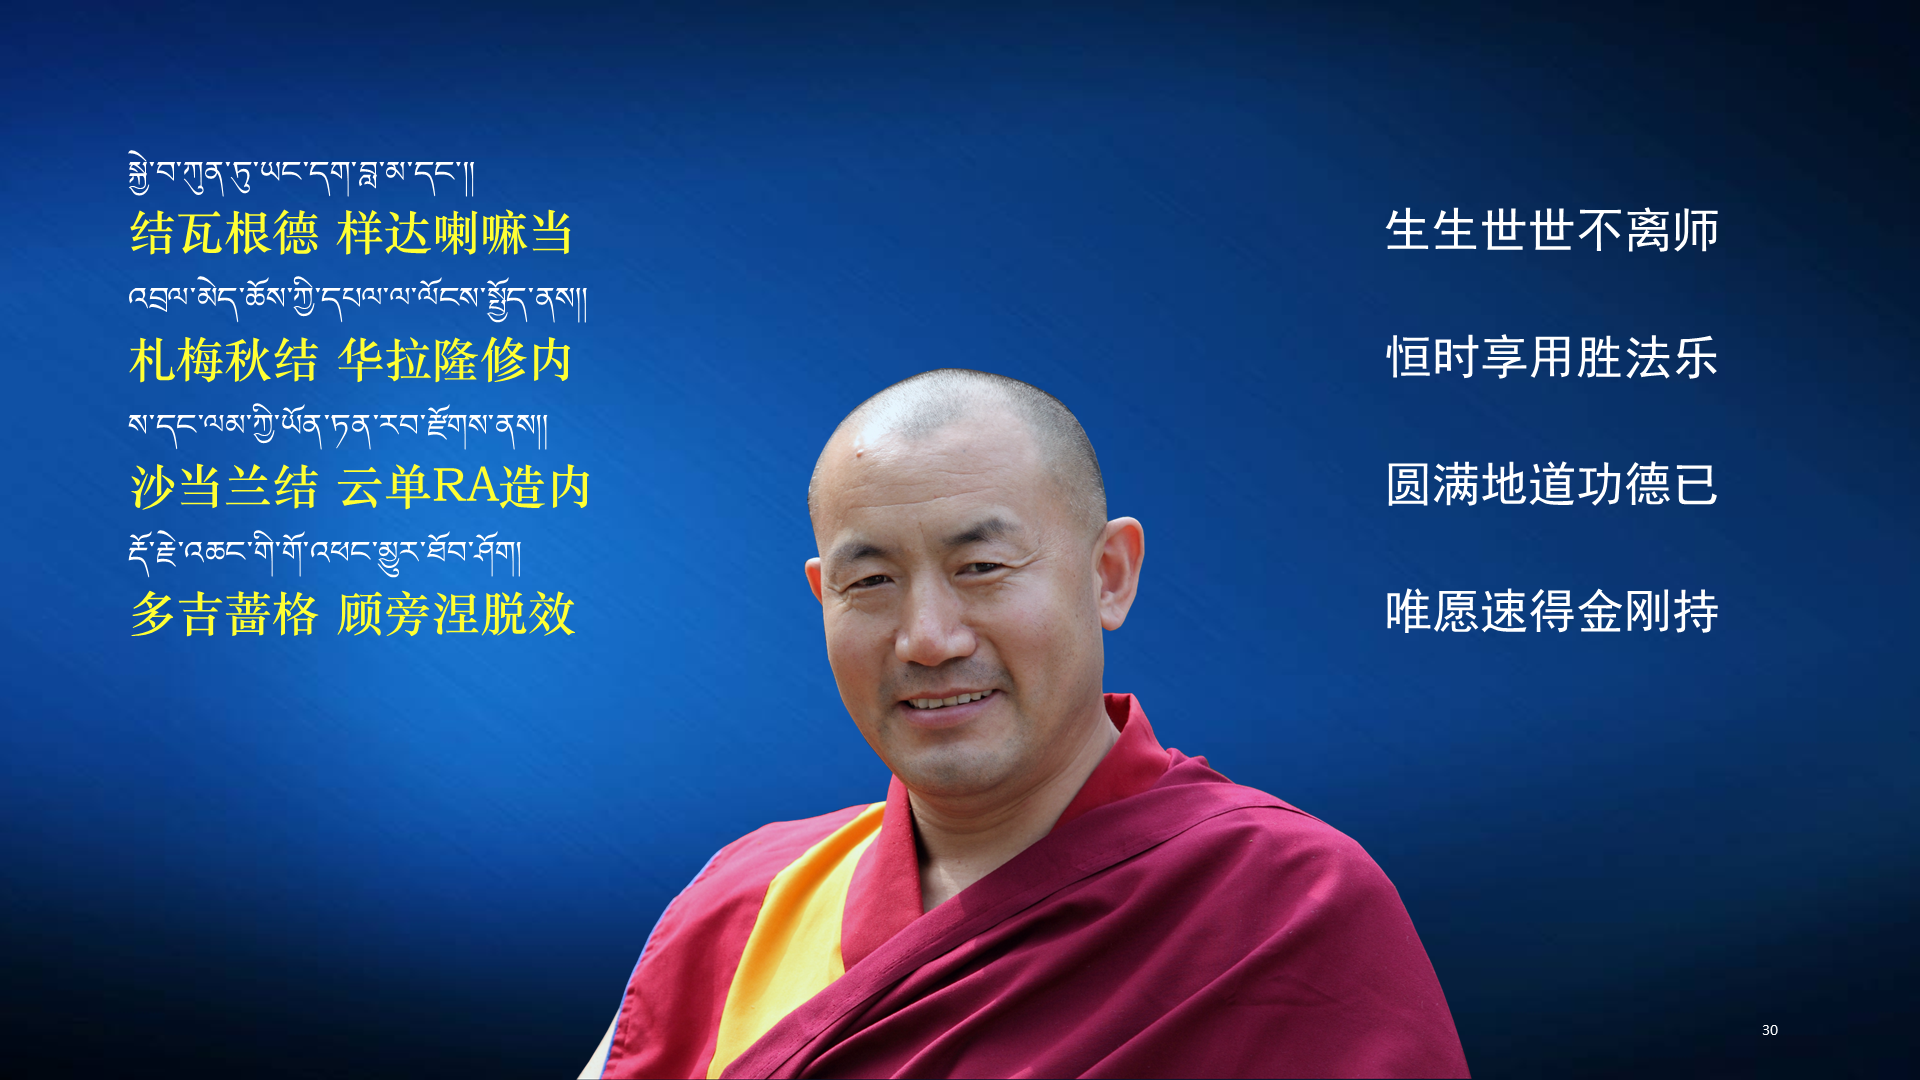 སྐྱེ་བ་ཀུན་ཏུ་ཡང་དག་བླ་མ་དང་༎
结瓦根德 样达喇嘛当
འབྲལ་མེད་ཆོས་ཀྱི་དཔལ་ལ་ལོངས་སྤྱོད་ནས༎
札梅秋结 华拉隆修内
ས་དང་ལམ་ཀྱི་ཡོན་ཏན་རབ་རྫོགས་ནས༎
沙当兰结 云单RA造内
རྡོ་རྗེ་འཆང་གི་གོ་འཕང་མྱུར་ཐོབ་ཤོག།
多吉蔷格 顾旁涅脱效
生生世世不离师
恒时享用胜法乐
圆满地道功德已
唯愿速得金刚持
30